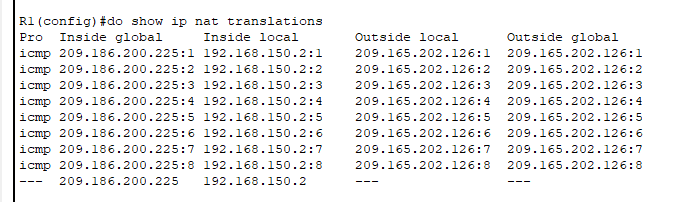 R1(config)#do show ip nat translations
Pro  Inside global     Inside local       Outside local      Outside global
icmp 209.186.200.225:1 192.168.150.2:1    209.165.202.126:1  209.165.202.126:1
icmp 209.186.200.225:2 192.168.150.2:2    209.165.202.126:2  209.165.202.126:2
icmp 209.186.200.225:3 192.168.150.2:3    209.165.202.126:3  209.165.202.126:3
icmp 209.186.200.225:4 192.168.150.2:4    209.165.202.126:4  209.165.202.126:4
icmp 209.186.200.225:5 192.168.150.2:5    209.165.202.126:5  209.165.202.126:5
icmp 209.186.200.225:6 192.168.150.2:6    209.165.202.126:6  209.165.202.126:6
icmp 209.186.200.225:7 192.168.150.2:7    209.165.202.126:7  209.165.202.126:7
icmp 209.186.200.225:8 192.168.150.2:8    209.165.202.126:8  209.165.202.126:8
---  209.186.200.225   192.168.150.2      ---                ---